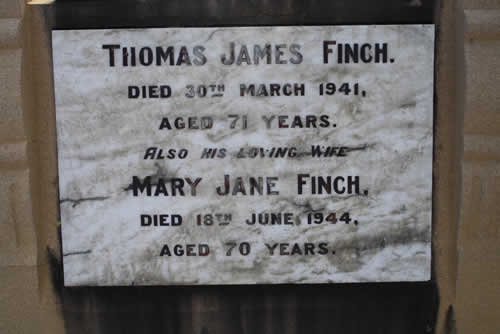 THOMAS JAMES FINCH.
DIED 30TH MARCH 1941,
AGED 71 YEARS.
ALSO HIS LOVING WIFE
MARY JANE FINCH,
DIED 18TH JUNE, 1944,
AGED 70 YEARS.